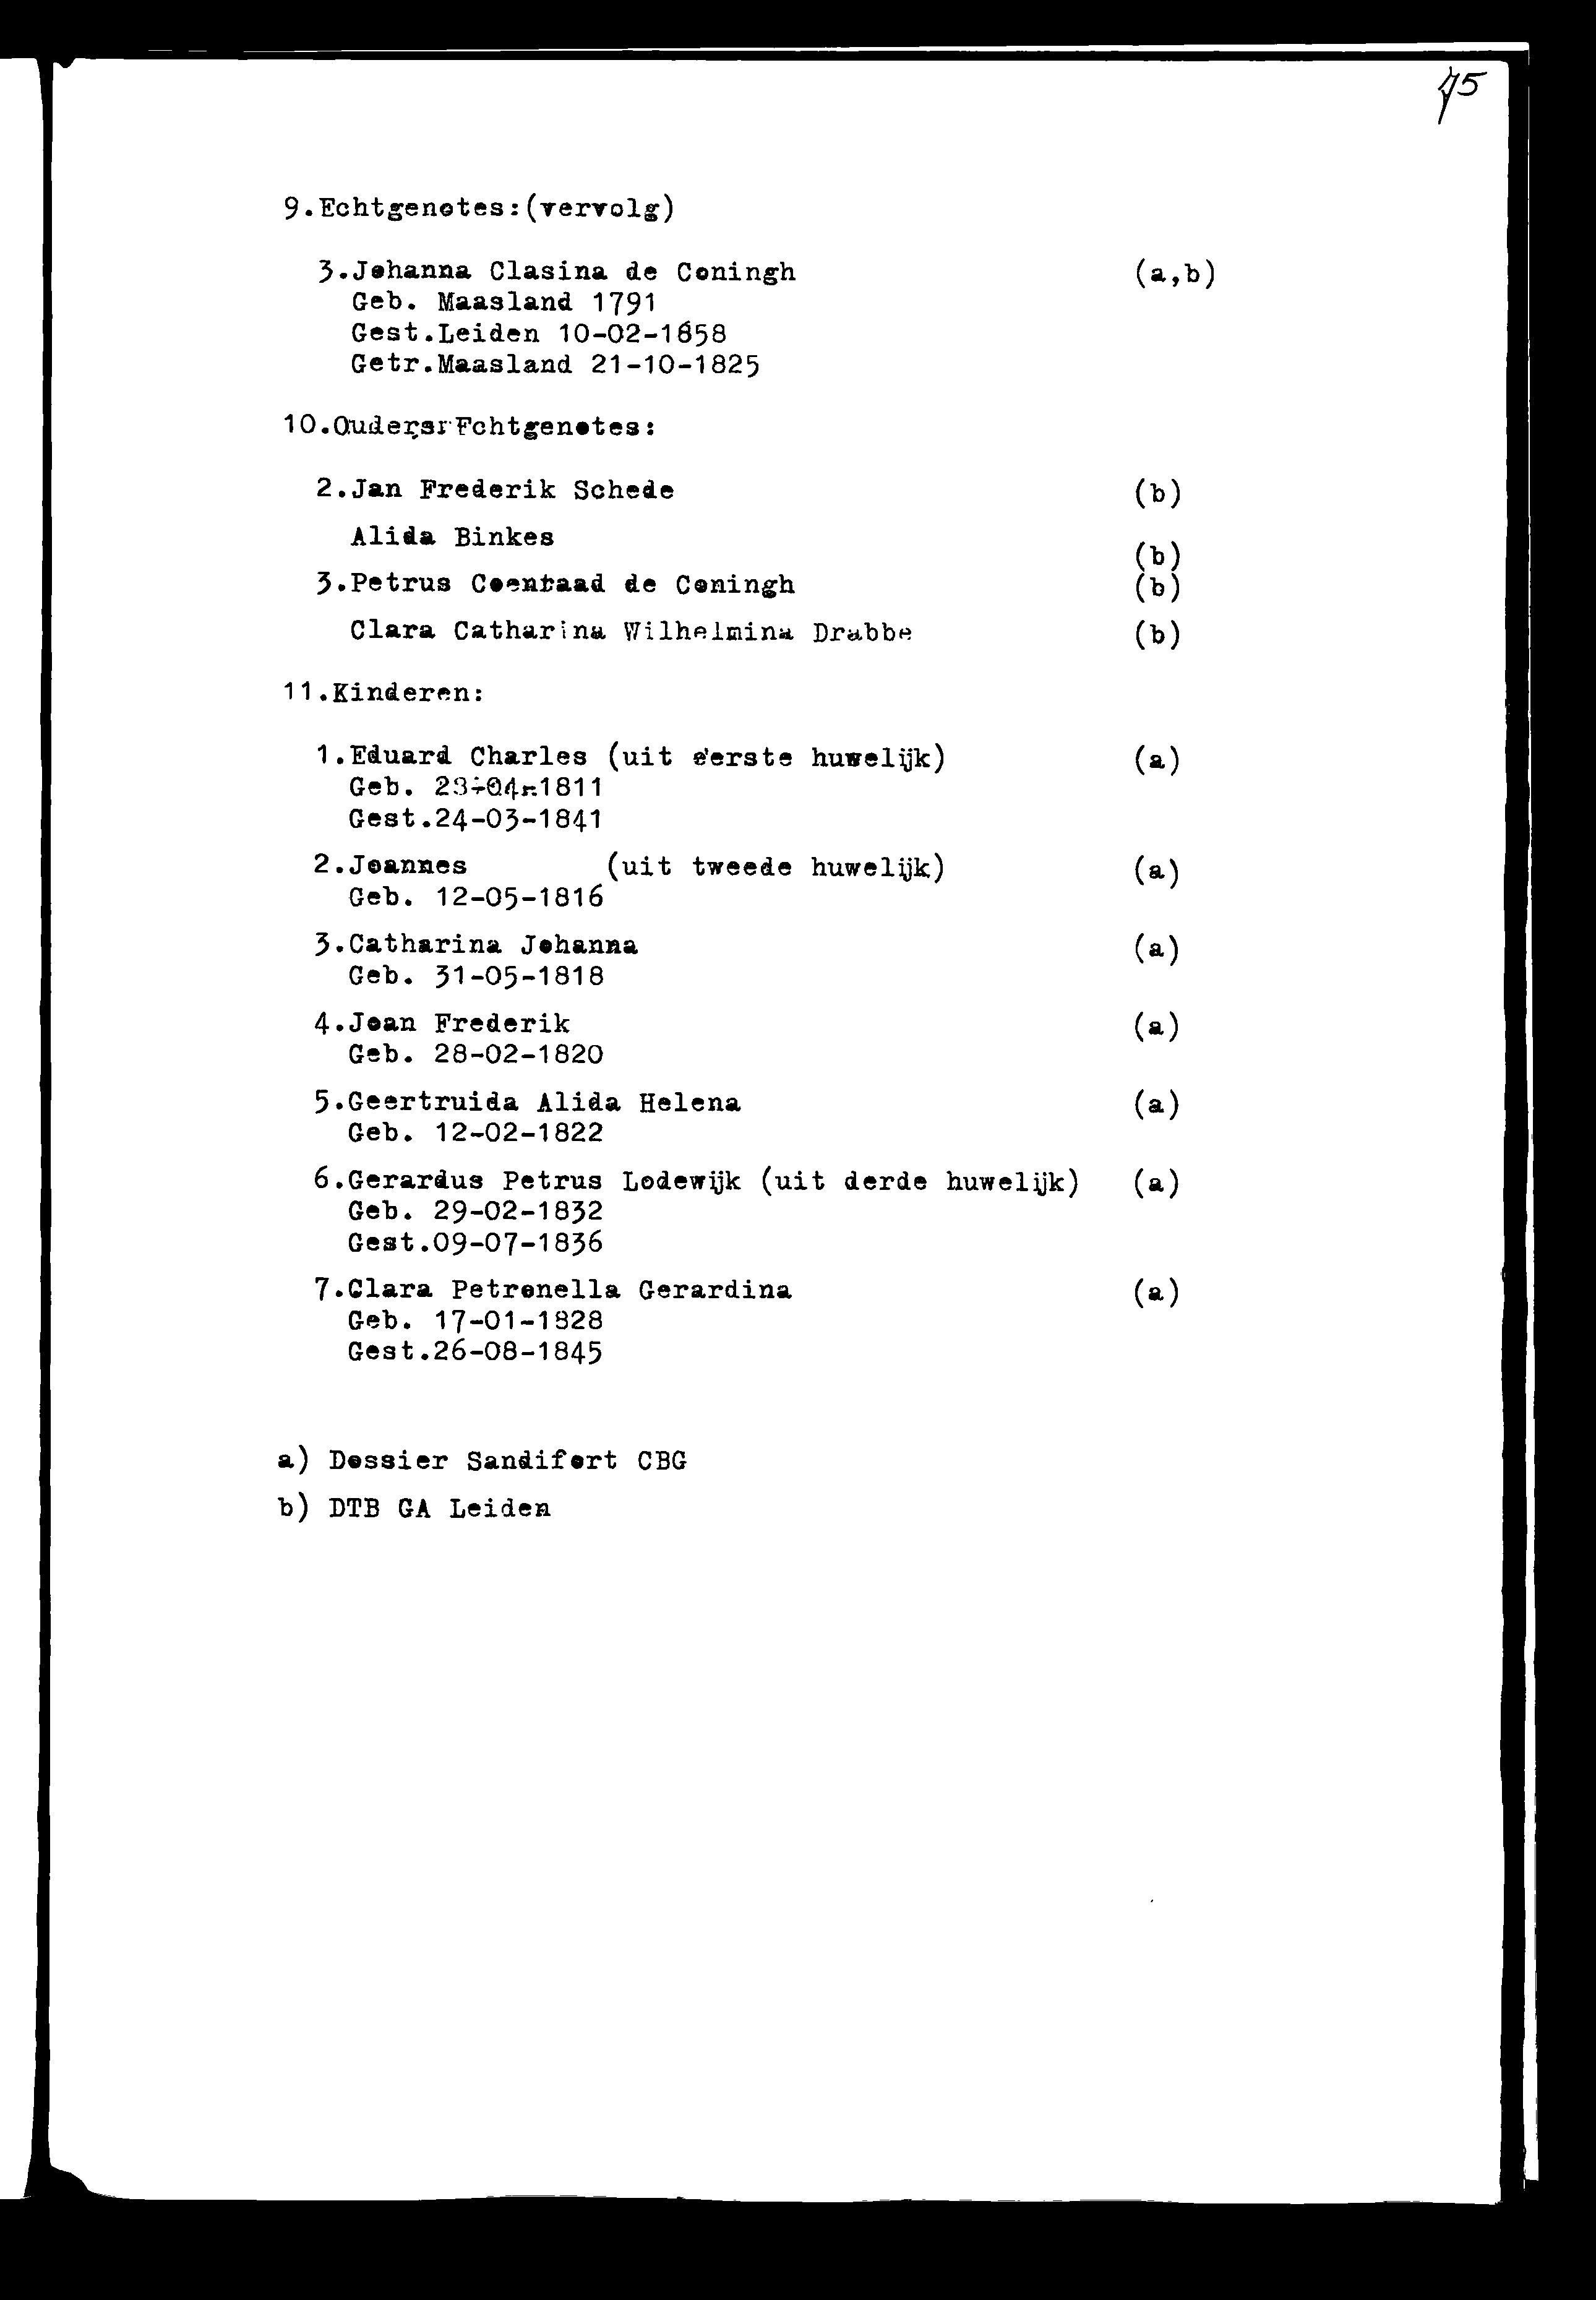 75
9.Echtgenotes:(vervolg)
3.Johanna Clasina de Coningh (a,b)
Geb. Maasland 1791
Gest.Leiden 10-02-1858
Getr.Maasland 21-10-1825
10.Ouders Echtgenotes:
2.Jan Frederik Schede (b)
Alida Binkes (b)
3.Petrus de Coningh (b)
Clara Catharina Wilhelmina Drabbe (b)
11.Kinderen:
1.Eduard Charles (uit eerste huwelijk) (a)
Geb. 28-04-1811
Gest.24-03-1841
2.Joannes (uit tweede huwelijk) (a)
Geb. 12-05-1816
3.Catharina Johanna (a)
Geb. 31-05-1818
4.Joan Frederik (a)
Geb. 28-02-1820
5.Geertruida Alida Helena (a)
Geb. 12-02-1822
6.Gerardus Petrus Lodewijk (uit derde huwelijk) (a)
Geb. 29-02-1832
Gest.09-07-1836
7.Clara Petronella Gerardina (a)
Geb. 17-01-1828
Gest.26-08-1845
a) Dossier Sandifort CBG
b) DTB GA Leiden